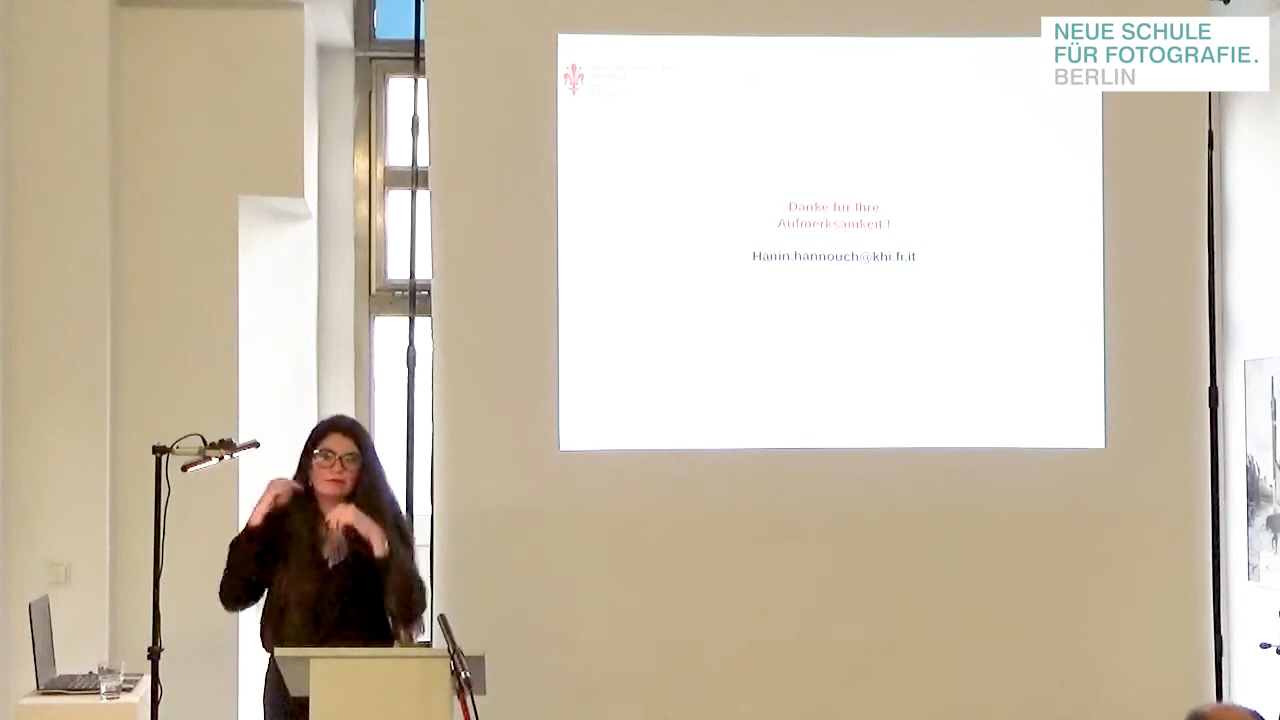 NEUE SCHULE
FÜR FOTOGRAFIE.
BERLIN
Danke für Ihre
Aufmerksamkeit !
Hanin.hannouch@khi.fi.it